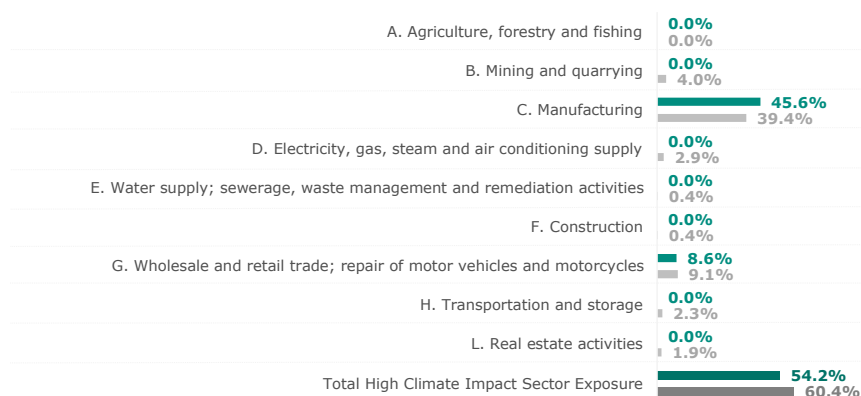 A. Agriculture, forestry and fishing
0.0%
0.0%
B. Mining and quarrying
0.0%
4.0%
C. Manufacturing
45.6%
39.4%
D. Electricity, gas, steam and air conditioning supply
0.0%
2.9%
E. Water supply; sewerage, waste management and remediation activities
0.0%
0.4%
F. Construction
0.0%
0.4%
G. Wholesale and retail trade; repair of motor vehicles and motorcycles
8.6%
9.1%
H. Transportation and storage
0.0%
2.3%
L. Real estate activities
0.0%
1.9%
Total High Climate Impact Sector Exposure
54.2%
60.4%